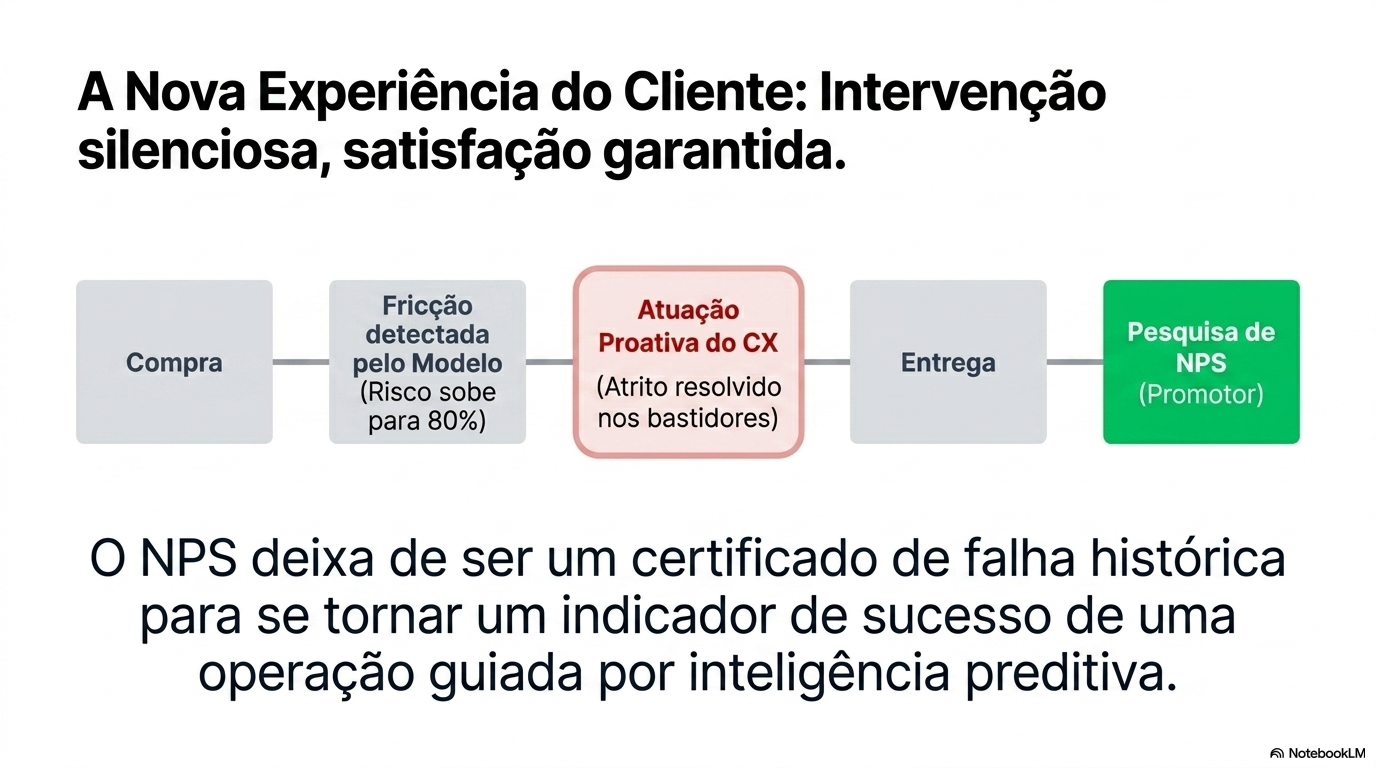 A Nova Experiência do Cliente: Intervenção
silenciosa, satisfação garantida.
Compra
Fricção
detectada
pelo Modelo
(Risco sobe
para 80%)
Atuação
Proativa do CX
(Atrito resolvido
nos bastidores)
Entrega
Pesquisa de
NPS
(Promotor)
O NPS deixa de ser um certificado de falha histórica
para se tornar um indicador de sucesso de uma
operação guiada por inteligência preditiva.
NotebookLM